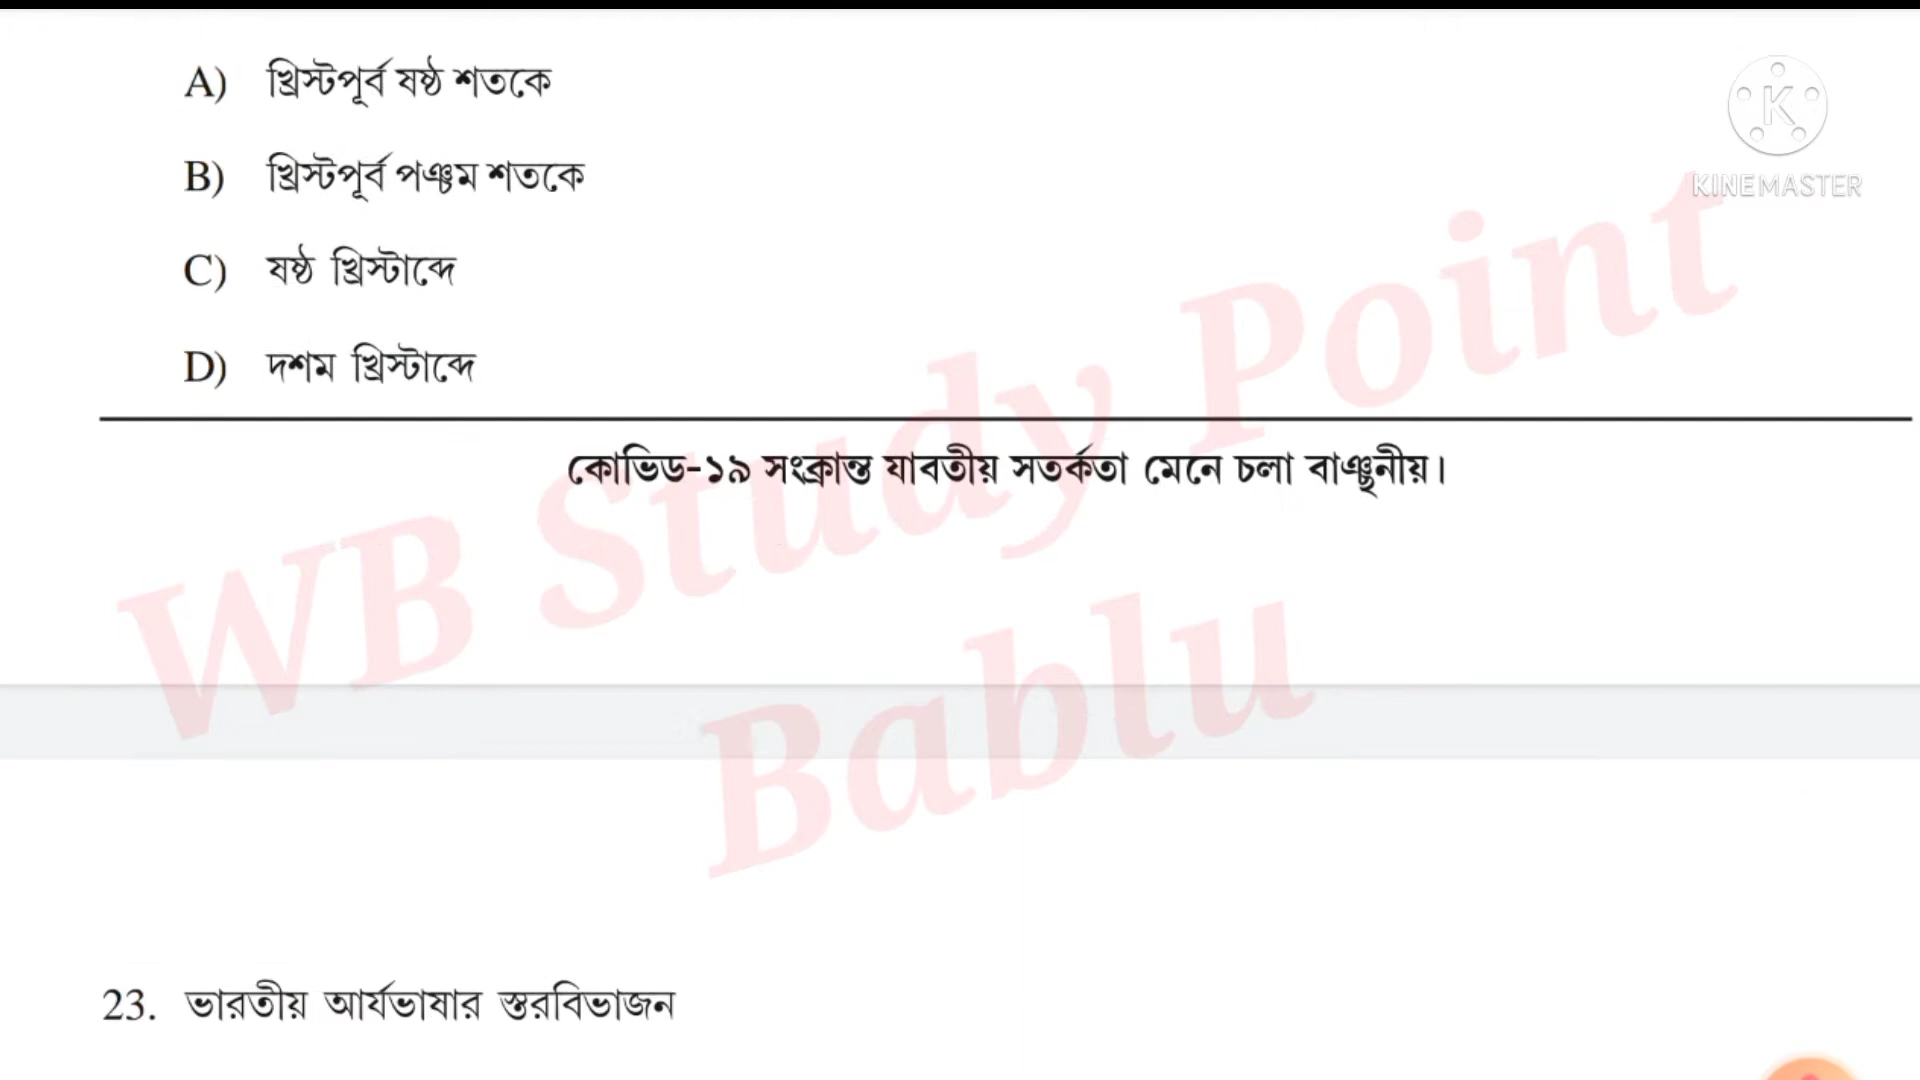 A) খ্রিস্টপূর্ব ষষ্ঠ শতকে
K
KINEMASTER
B) খ্রিস্টপূর্ব পঞ্চম শতকে
C) ষষ্ঠ খ্রিস্টাব্দে
D) দশম খ্রিস্টাব্দে
কোভিড-১৯ সংক্রান্ত যাবতীয় সতর্কতা মেনে চলা বাঞ্ছনীয়।
WB Study Point
Bablu
23. ভারতীয় আর্যভাষার স্তরবিভাজন